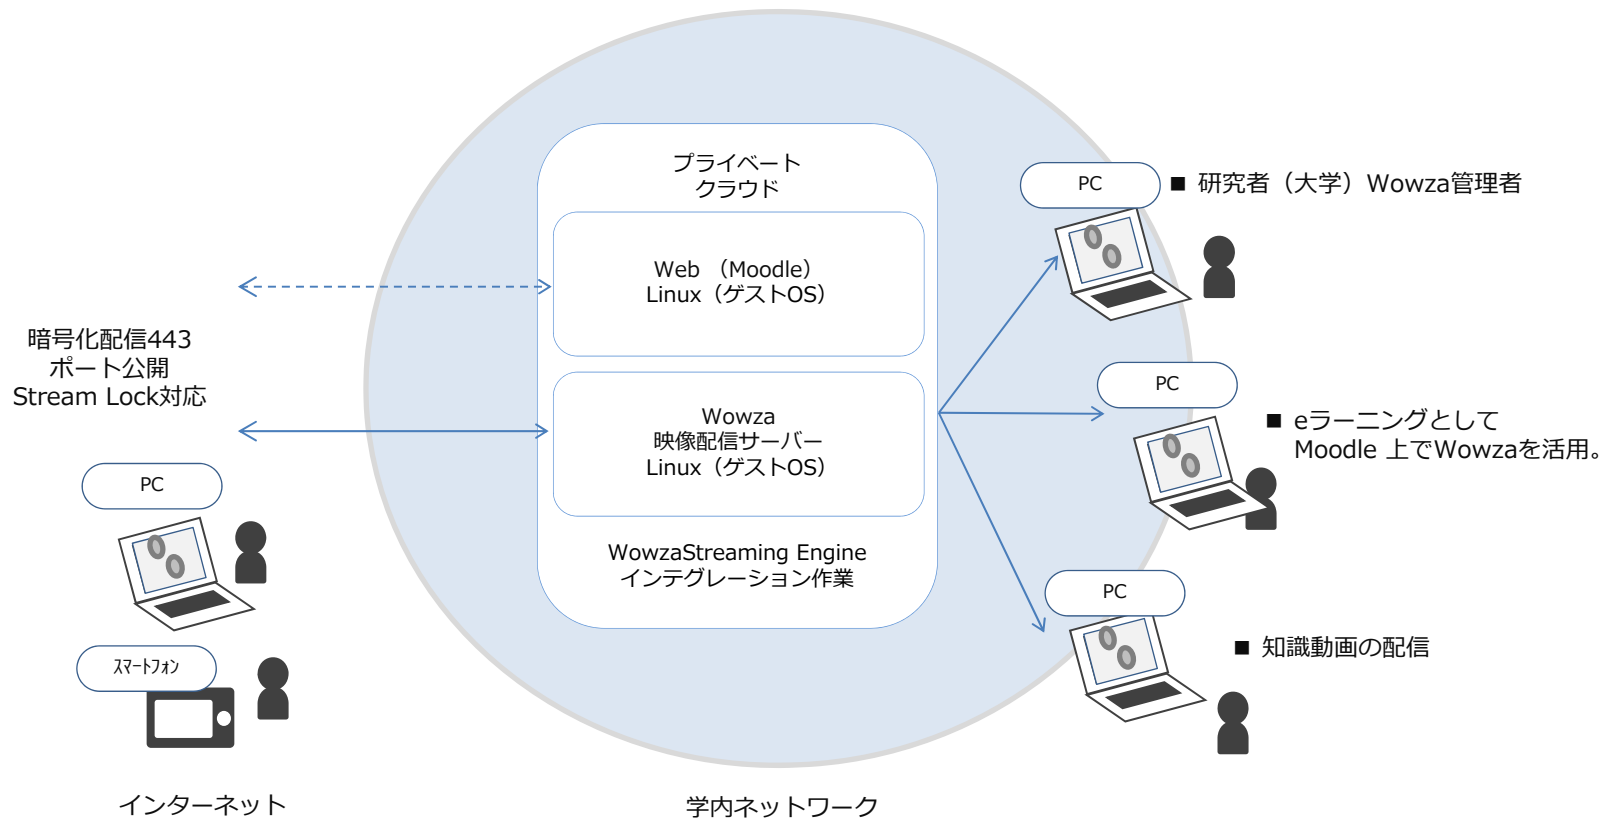 プライベート
クラウド
Web （Moodle）
Linux（ゲストOS）
Wowza
映像配信サーバー
Linux（ゲストOS）
WowzaStreaming Engine
インテグレーション作業
暗号化配信443
ポート公開
Stream Lock対応
PC
ｽﾏｰﾄﾌｫﾝ
インターネット
学内ネットワーク
PC
■ 研究者（大学）Wowza管理者
PC
■ eラーニングとして
Moodle 上でWowzaを活用。
PC
■ 知識動画の配信